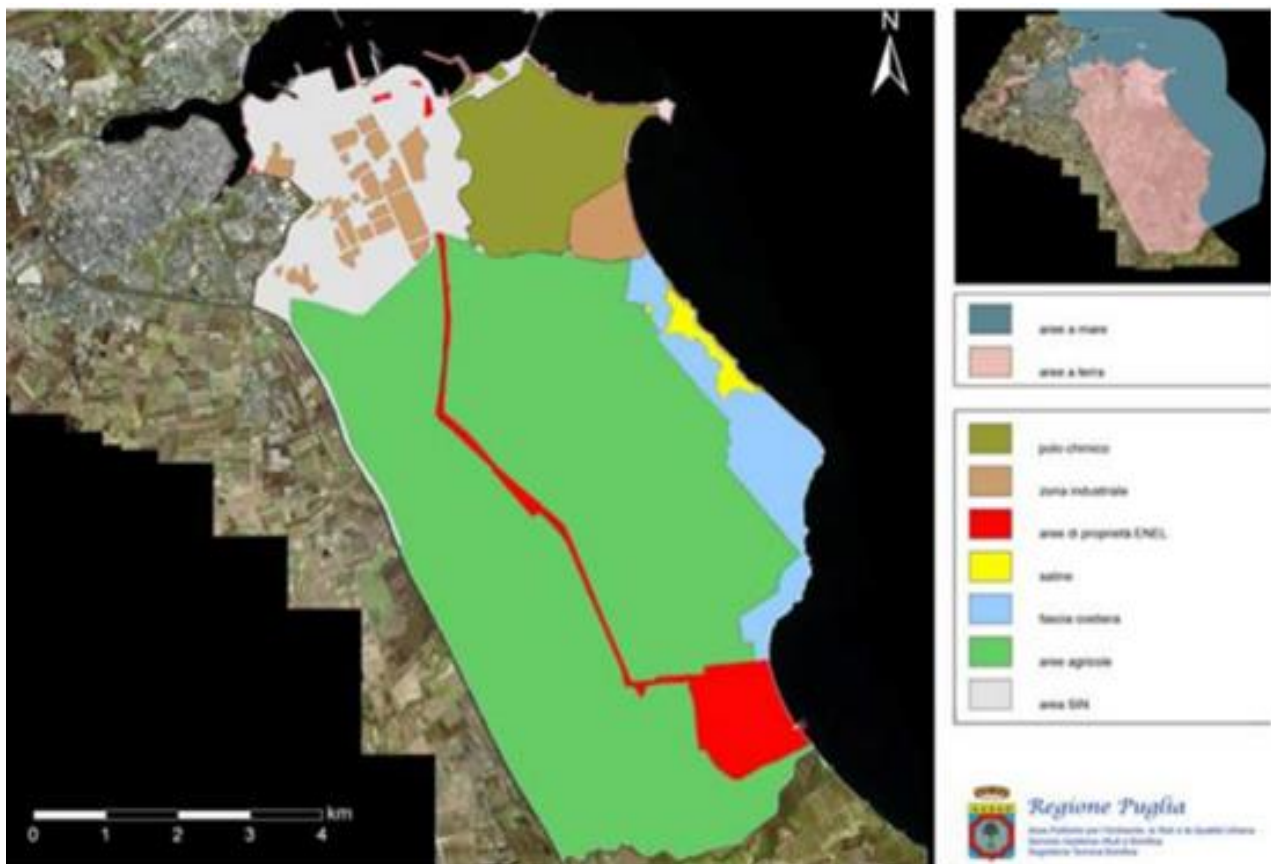 N
aree a mare
aree a terra
polo chimico
zona industriale
aree di proprietà ENEL
saline
fascia costiera
aree agricole
area SIN
km
0 1 2 3 4
Regione Puglia